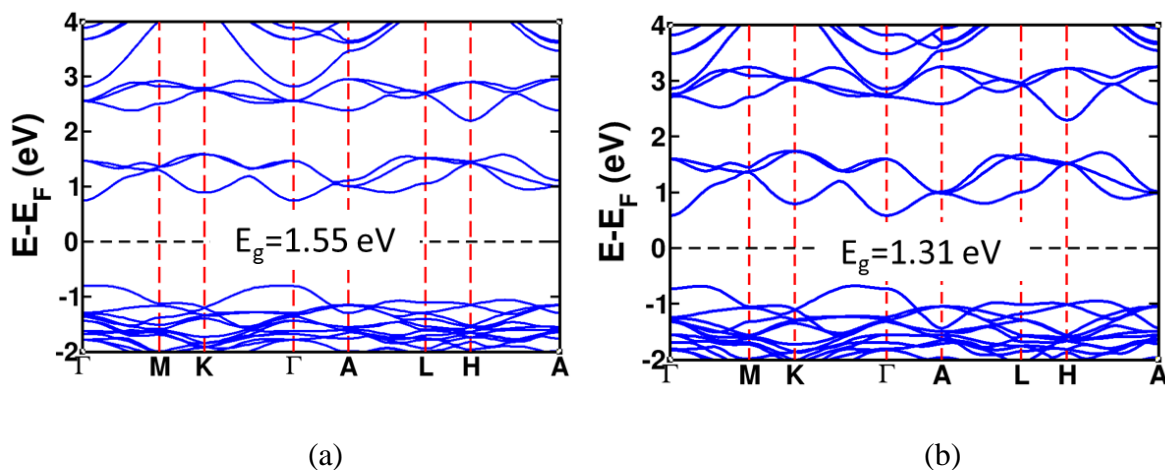 4
3
2
1
0
-1
-2
E-E_F (eV)
E_g=1.55 eV
Γ M K Γ A L H A
(a)
4
3
2
1
0
-1
-2
E-E_F (eV)
E_g=1.31 eV
Γ M K Γ A L H A
(b)